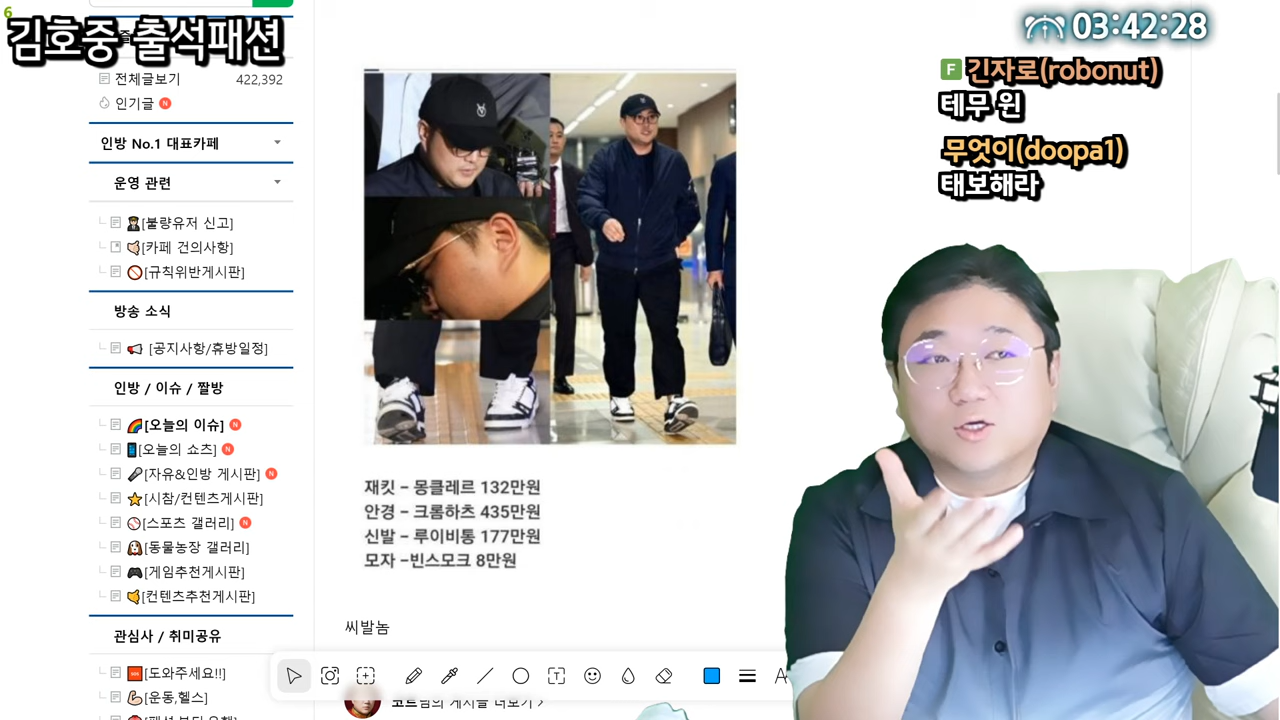 6
김호중 출석패션
03:42:28
전체글보기 422,392
인기글 N
인방 No.1 대표카페
운영 관련
[불량유저 신고]
[카페 건의사항]
[규칙위반게시판]
방송 소식
[공지사항/휴방일정]
인방 / 이슈 / 짤방
[오늘의 이슈] N
[오늘의 쇼츠] N
[자유&인방 게시판] N
[시참/컨텐츠게시판]
[스포츠 갤러리] N
[동물농장 갤러리]
[게임추천게시판]
[컨텐츠추천게시판]
관심사 / 취미공유
[도와주세요!!]
[운동,헬스]
재킷 – 몽클레르 132만원
안경 – 크롬하츠 435만원
신발 – 루이비통 177만원
모자 –빈스모크 8만원
씨발놈
코트님의 게시글 더보기
F 긴자로(robonut)
테무 윈
무엇이(doopa1)
태보해라